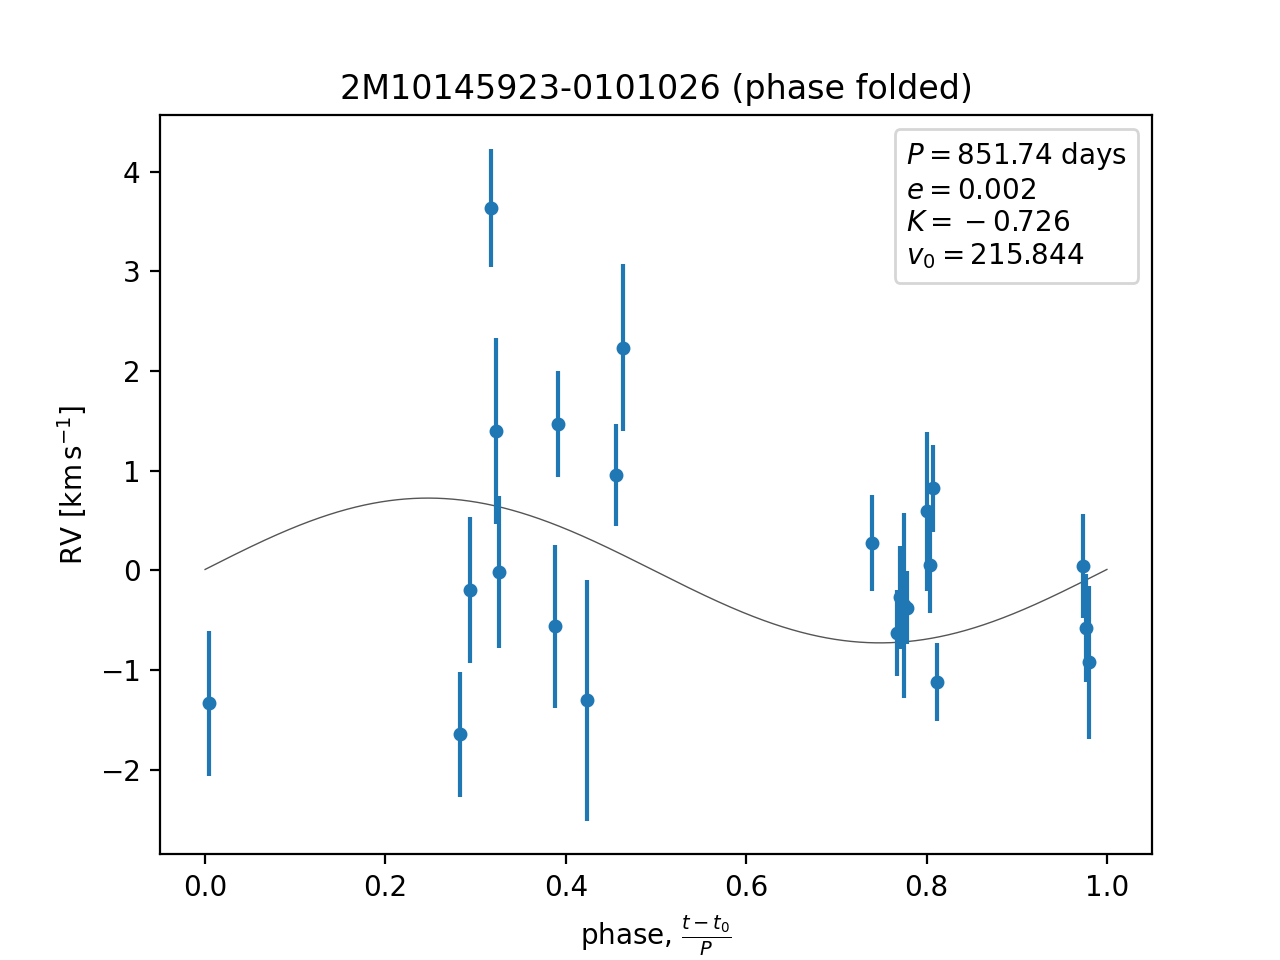 2M10145923-0101026 (phase folded)
P = 851.74 days
e = 0.002
K = −0.726
v₀ = 215.844
RV [km s⁻¹]
4
3
2
1
0
−1
−2
0.0 0.2 0.4 0.6 0.8 1.0
phase, (t − t₀)/P